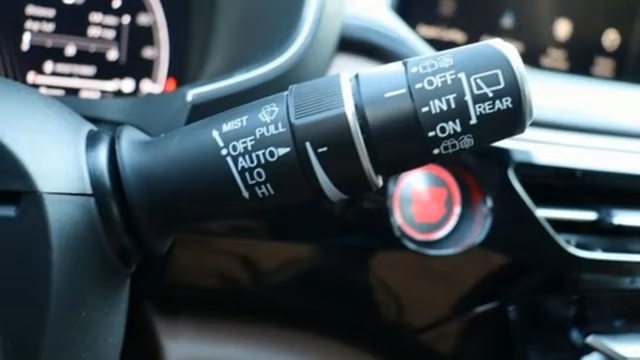 MIST
PULL
OFF
AUTO
LO
HI
OFF
INT
ON
REAR